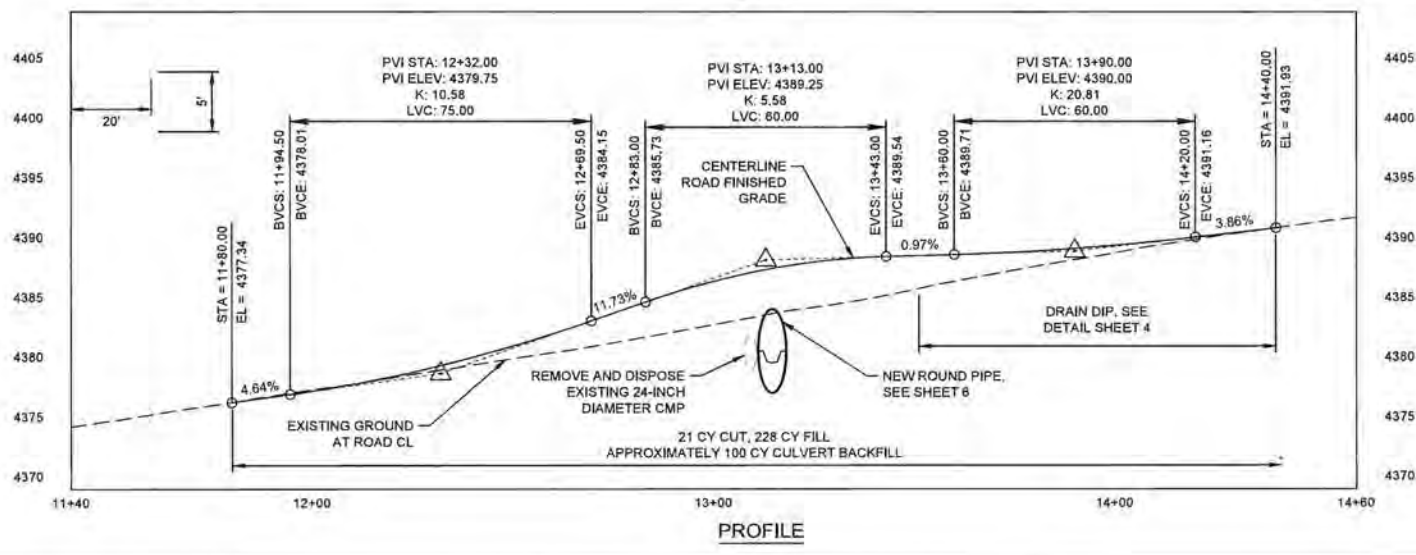 4405
4400
4395
4390
4385
4380
4375
4370
20'
5'
PVI STA: 12+32.00
PVI ELEV: 4379.75
K: 10.58
LVC: 75.00
PVI STA: 13+13.00
PVI ELEV: 4389.25
K: 5.58
LVC: 60.00
PVI STA: 13+90.00
PVI ELEV: 4390.00
K: 20.81
LVC: 60.00
STA = 11+80.00
EL = 4377.34
BVCS: 11+94.50
BVCE: 4378.01
EVCS: 12+69.50
EVCE: 4384.15
BVCS: 12+83.00
BVCE: 4385.73
CENTERLINE
ROAD FINISHED
GRADE
EVCS: 13+43.00
EVCE: 4389.54
BVCS: 13+60.00
BVCE: 4389.71
EVCS: 14+20.00
EVCE: 4391.16
STA = 14+40.00
EL = 4391.93
4.64%
11.73%
0.97%
3.86%
EXISTING GROUND
AT ROAD CL
REMOVE AND DISPOSE
EXISTING 24-INCH
DIAMETER CMP
NEW ROUND PIPE,
SEE SHEET 6
DRAIN DIP, SEE
DETAIL SHEET 4
21 CY CUT, 228 CY FILL
APPROXIMATELY 100 CY CULVERT BACKFILL
4405
4400
4395
4390
4385
4380
4375
4370
11+40
12+00
13+00
14+00
14+60
PROFILE